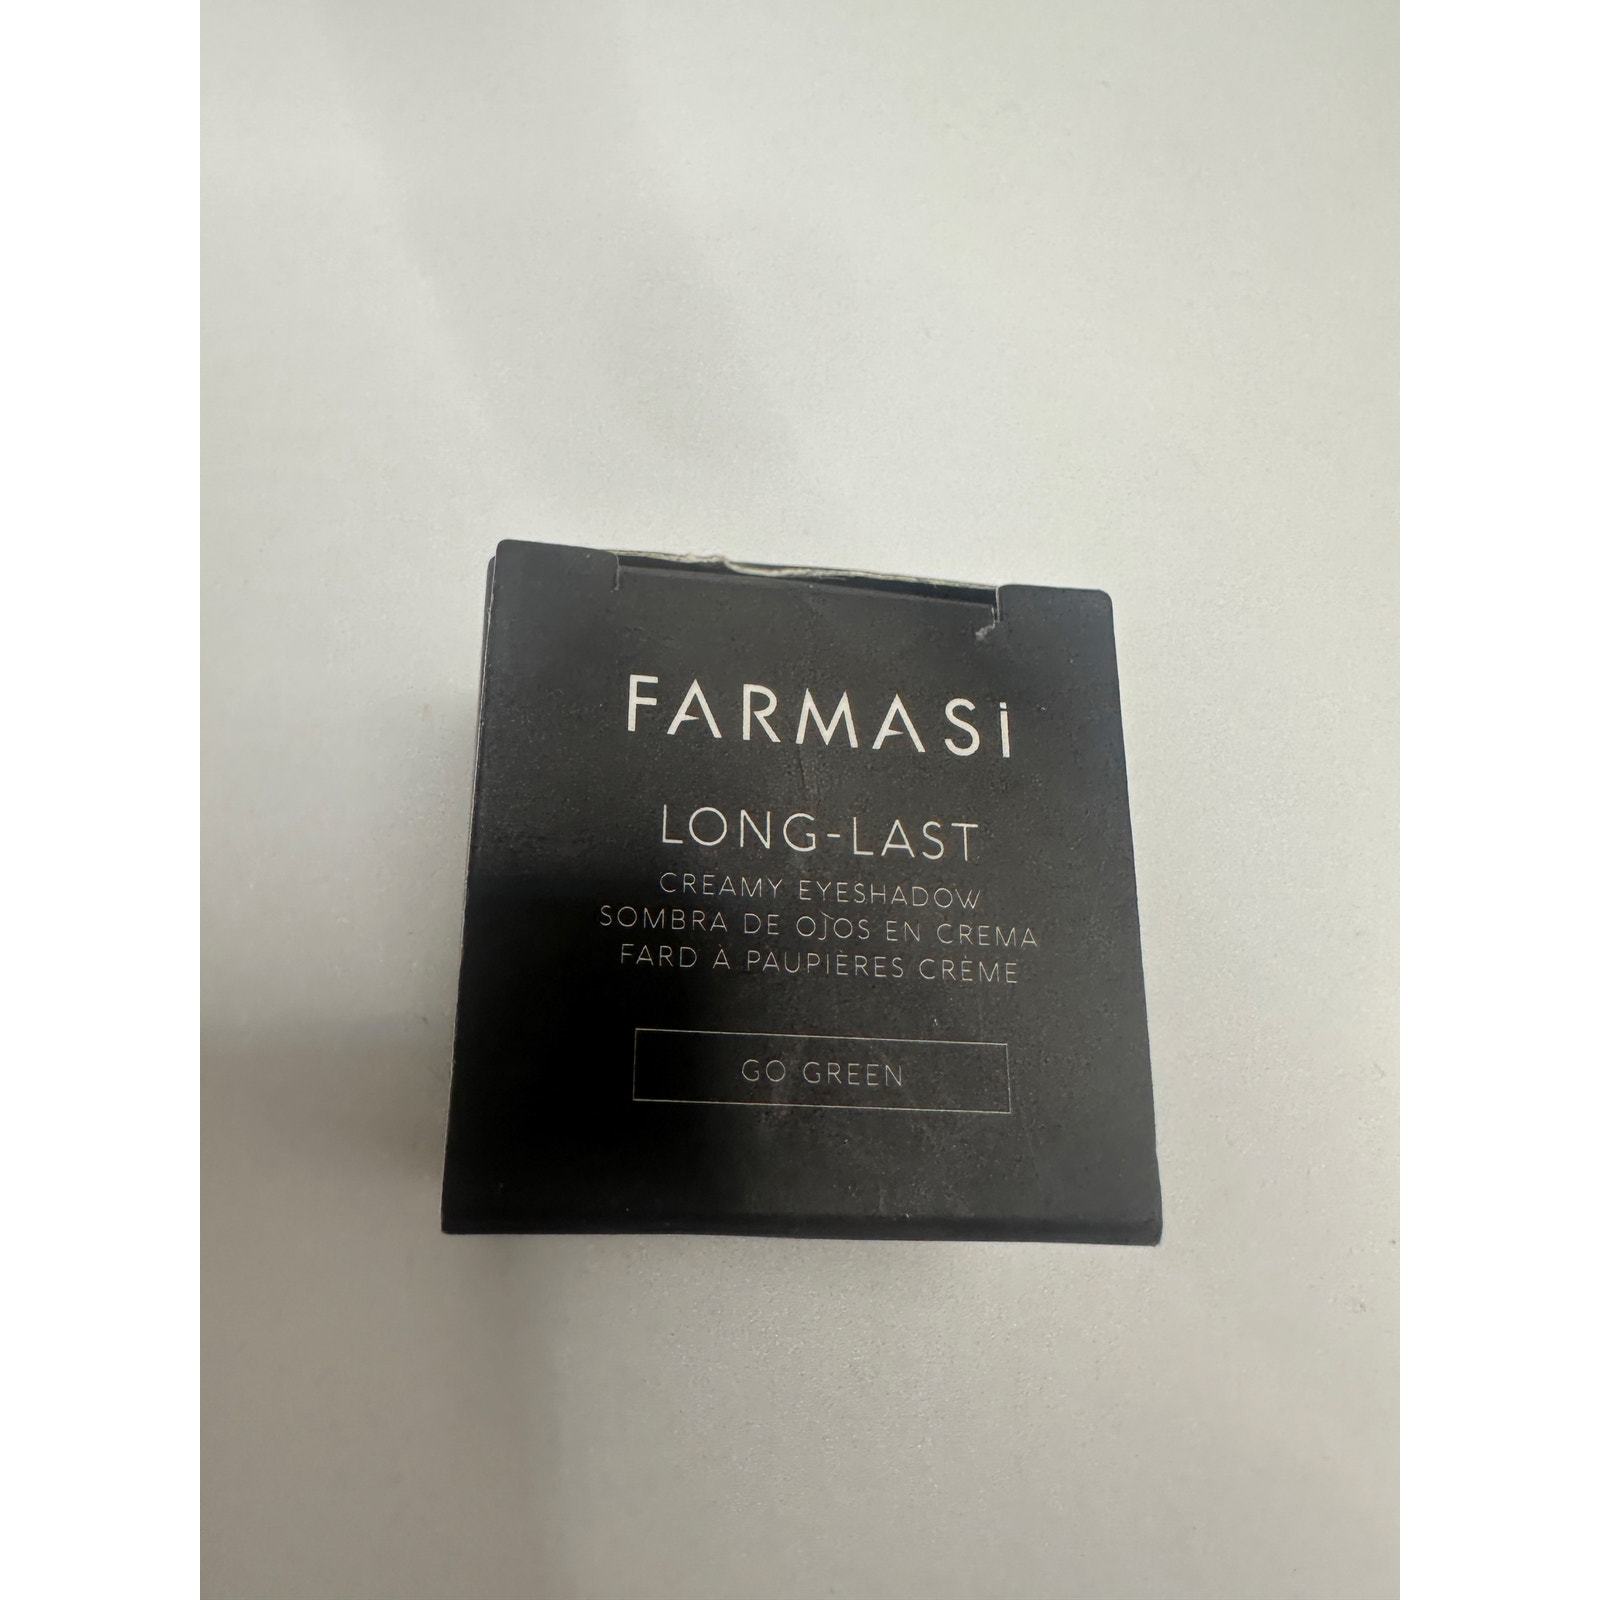 FARMASi
LONG-LAST
CREAMY EYESHADOW
SOMBRA DE OJOS EN CREMA
FARD À PAUPIÈRES CRÈME
GO GREEN